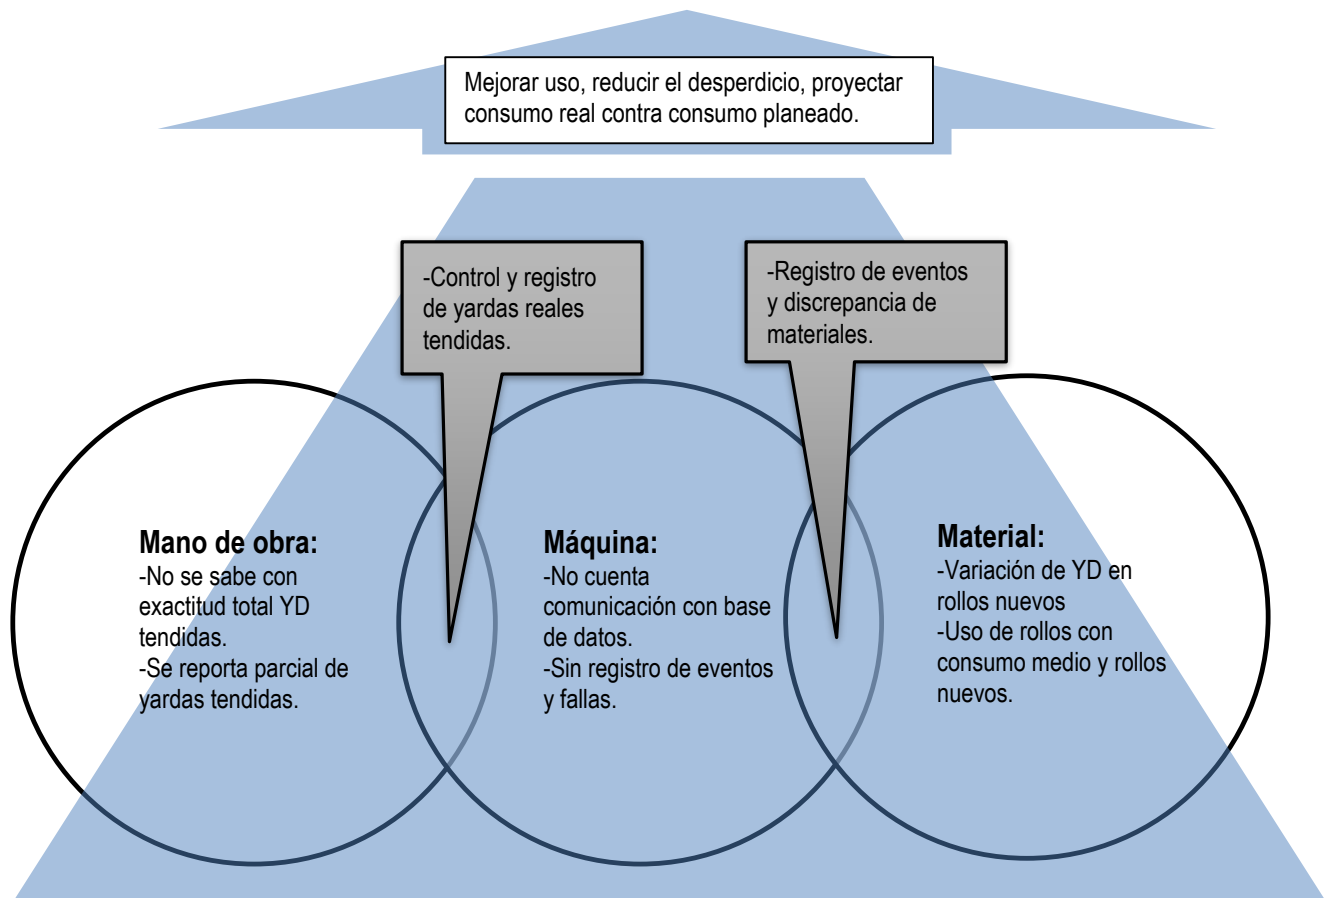 Mejorar uso, reducir el desperdicio, proyectar
consumo real contra consumo planeado.
-Control y registro
de yardas reales
tendidas.
-Registro de eventos
y discrepancia de
materiales.
Mano de obra:
-No se sabe con
exactitud total YD
tendidas.
-Se reporta parcial de
yardas tendidas.
Máquina:
-No cuenta
comunicación con base
de datos.
-Sin registro de eventos
y fallas.
Material:
-Variación de YD en
rollos nuevos
-Uso de rollos con
consumo medio y rollos
nuevos.